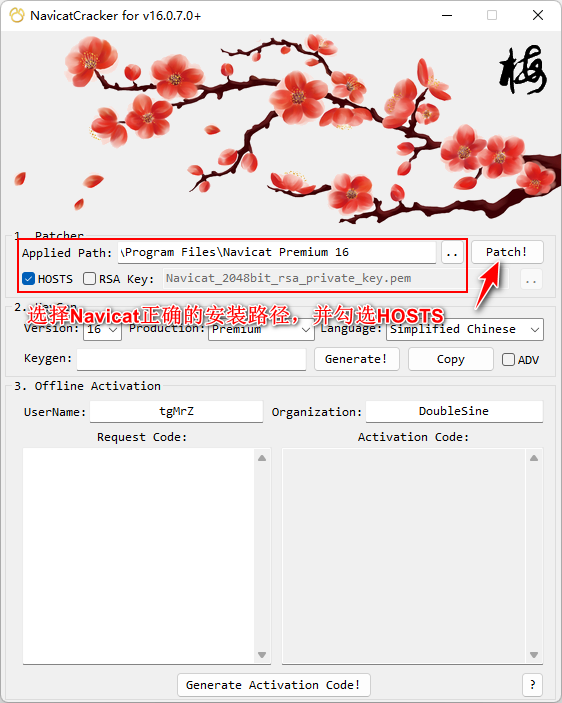 NavicatCracker for v16.0.7.0+
梅
1. Patcher
Applied Path: \Program Files\Navicat Premium 16 .. Patch!
HOSTS RSA Key: Navicat_2048bit_rsa_private_key.pem ..
选择Navicat正确的安装路径，并勾选HOSTS
Version: 16 Production: Premium Language: Simplified Chinese
Keygen: Generate! Copy ADV
3. Offline Activation
UserName: tgMrZ Organization: DoubleSine
Request Code: Activation Code:
Generate Activation Code! ?